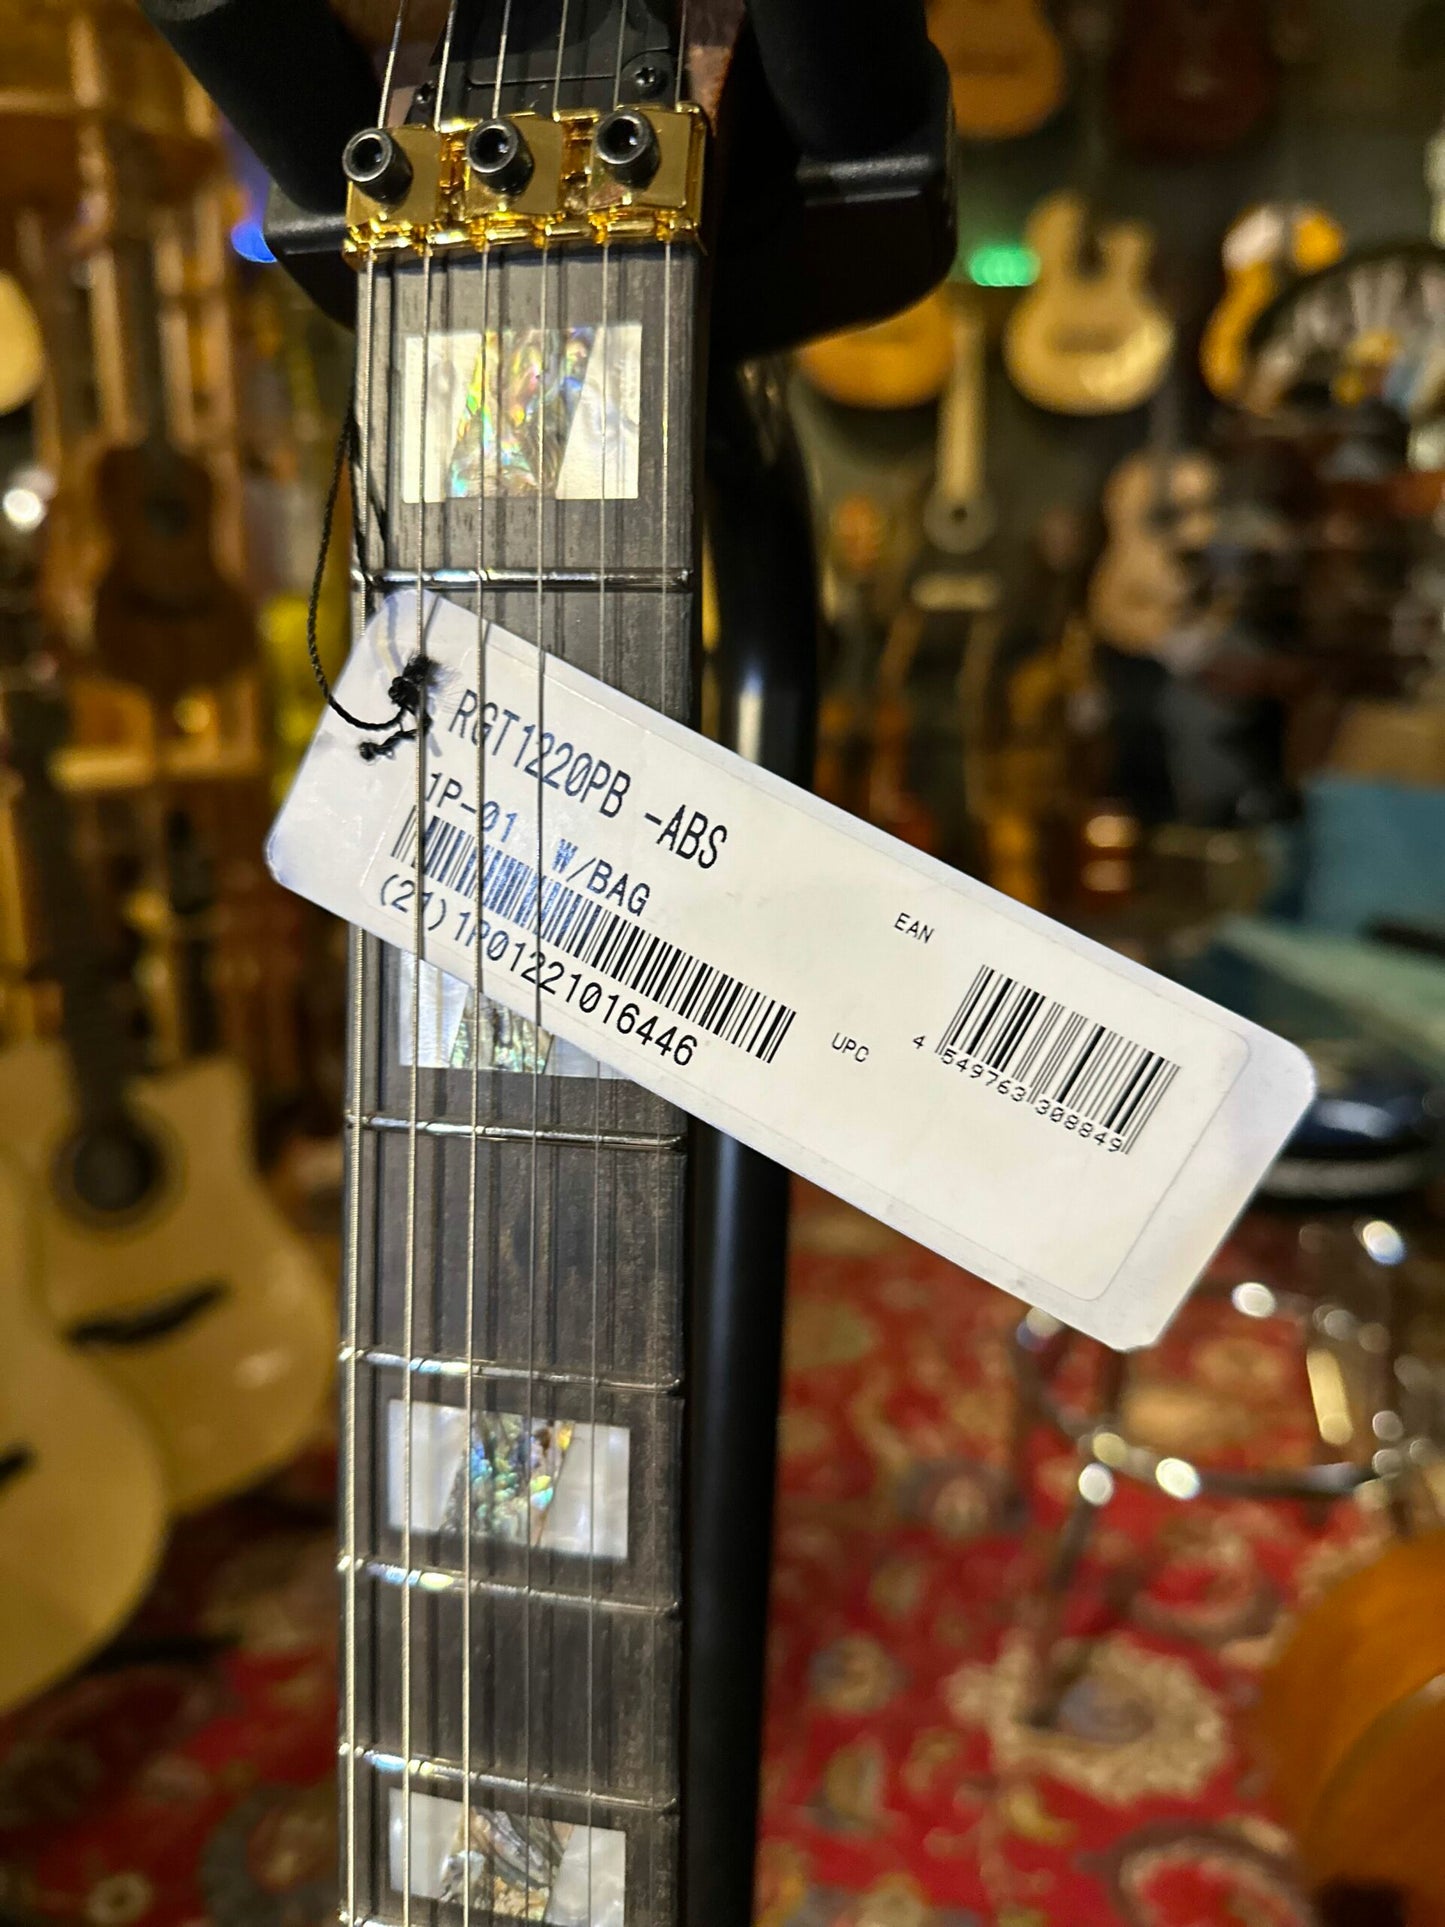 RGT1220PB -ABS
1P-01 W/BAG
(21)1P01221016446
EAN
UPC
4 549763 308849